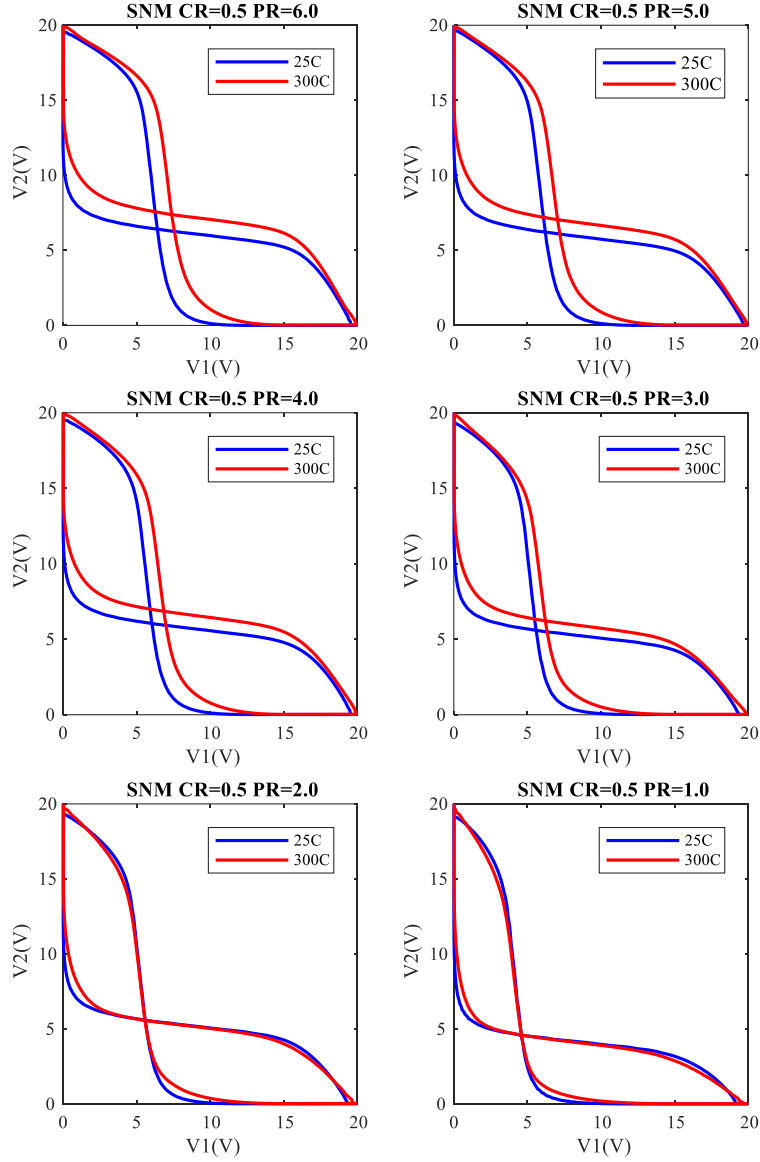 SNM CR=0.5 PR=6.0
20
15
10
5
0
V2(V)
25C
300C
0 5 10 15 20
V1(V)
SNM CR=0.5 PR=5.0
20
15
10
5
0
V2(V)
25C
300C
0 5 10 15 20
V1(V)
SNM CR=0.5 PR=4.0
20
15
10
5
0
V2(V)
25C
300C
0 5 10 15 20
V1(V)
SNM CR=0.5 PR=3.0
20
15
10
5
0
V2(V)
25C
300C
0 5 10 15 20
V1(V)
SNM CR=0.5 PR=2.0
20
15
10
5
0
V2(V)
25C
300C
0 5 10 15 20
V1(V)
SNM CR=0.5 PR=1.0
20
15
10
5
0
V2(V)
25C
300C
0 5 10 15 20
V1(V)